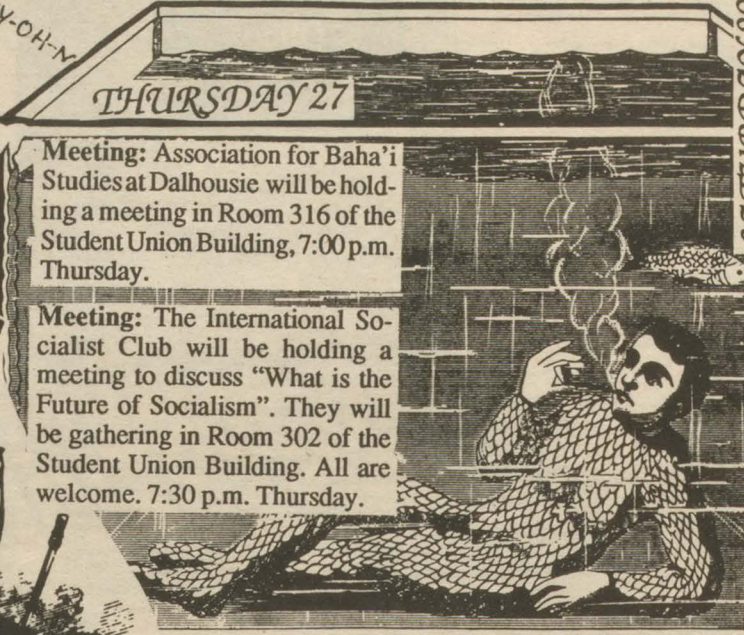 Y-OH-N
THURSDAY 27
Meeting: Association for Baha'i
Studies at Dalhousie will be hold-
ing a meeting in Room 316 of the
Student Union Building, 7:00 p.m.
Thursday.
Meeting: The International So-
cialist Club will be holding a
meeting to discuss “What is the
Future of Socialism”. They will
be gathering in Room 302 of the
Student Union Building. All are
welcome. 7:30 p.m. Thursday.